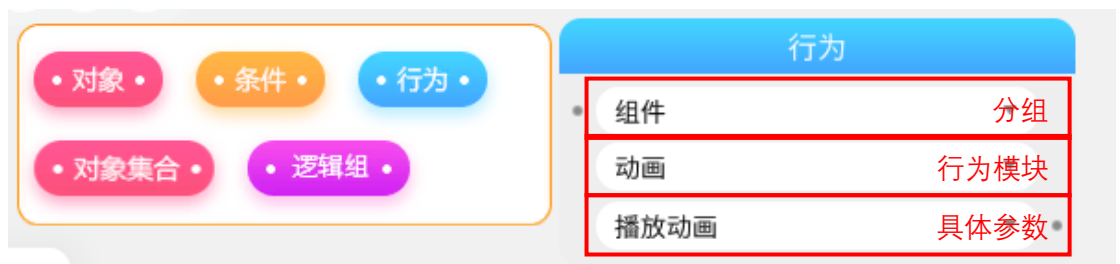 对象 条件 行为
对象集合 逻辑组
行为
组件 分组
动画 行为模块
播放动画 具体参数